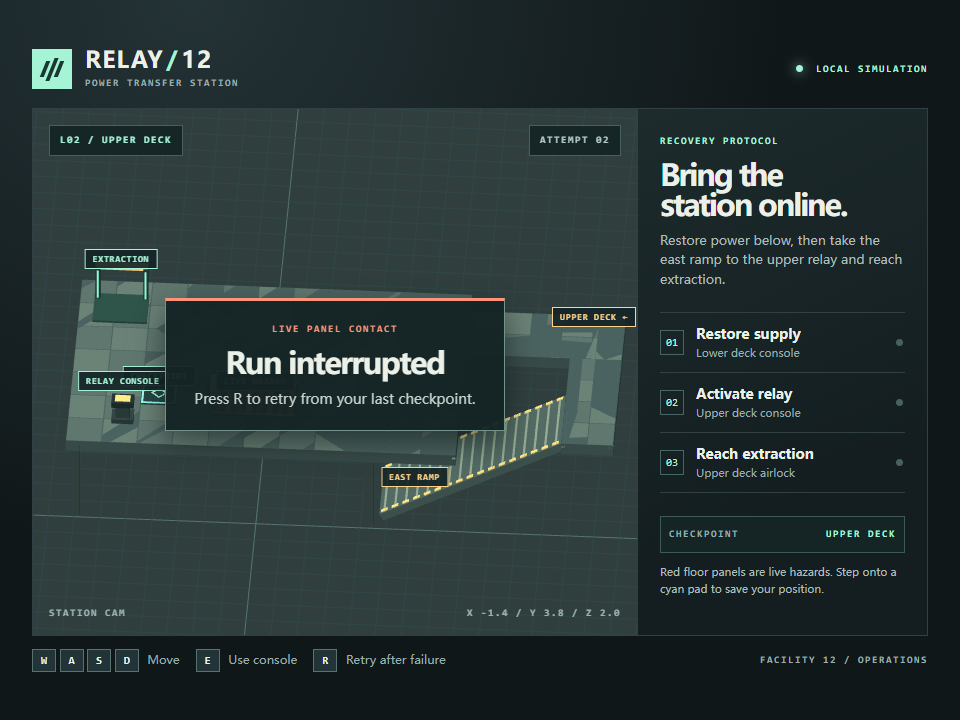 RELAY/12
POWER TRANSFER STATION
LOCAL SIMULATION
L02 / UPPER DECK
ATTEMPT 02
EXTRACTION
UPPER DECK ←
RELAY CONSOLE
EAST RAMP
LIVE PANEL CONTACT
Run interrupted
Press R to retry from your last checkpoint.
STATION CAM
X -1.4 / Y 3.8 / Z 2.0
RECOVERY PROTOCOL
Bring the
station online.
Restore power below, then take the
east ramp to the upper relay and reach
extraction.
01 Restore supply
Lower deck console
02 Activate relay
Upper deck console
03 Reach extraction
Upper deck airlock
CHECKPOINT UPPER DECK
Red floor panels are live hazards. Step onto a
cyan pad to save your position.
W A S D Move E Use console R Retry after failure
FACILITY 12 / OPERATIONS